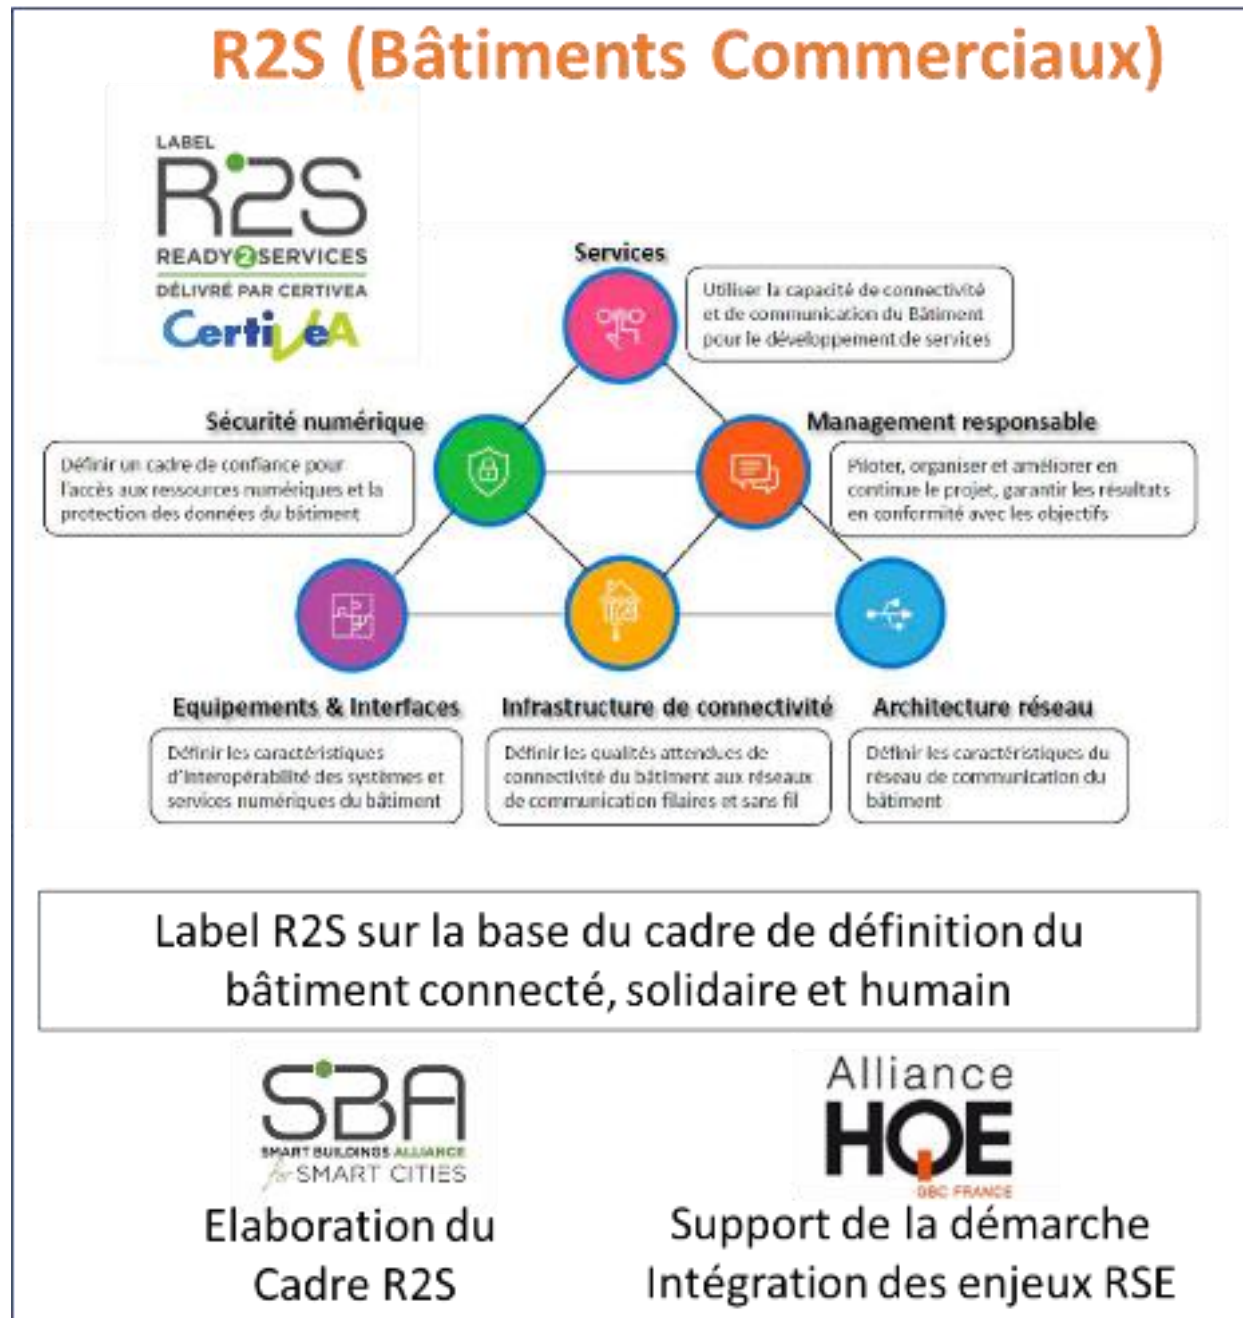 R2S (Bâtiments Commerciaux)
LABEL
R2S
READY2SERVICES
DÉLIVRÉ PAR CERTIVEA
CertiveA
Services
Utiliser la capacité de connectivité
et de communication du Bâtiment
pour le développement de services
Sécurité numérique
Définir un cadre de confiance pour
l'accès aux ressources numériques et la
protection des données du bâtiment
Management responsable
Piloter, organiser et améliorer en
continue le projet, garantir les résultats
en conformité avec les objectifs
Equipements & Interfaces
Définir les caractéristiques
d'interopérabilité des systèmes et
services numériques du bâtiment
Infrastructure de connectivité
Définir les qualités attendues de
connectivité du bâtiment aux réseaux
de communication filaires et sans fil
Architecture réseau
Définir les caractéristiques du
réseau de communication du
bâtiment
Label R2S sur la base du cadre de définition du
bâtiment connecté, solidaire et humain
SBA
SMART BUILDINGS ALLIANCE
for SMART CITIES
Elaboration du
Cadre R2S
Alliance
HQE
GBC FRANCE
Support de la démarche
Intégration des enjeux RSE